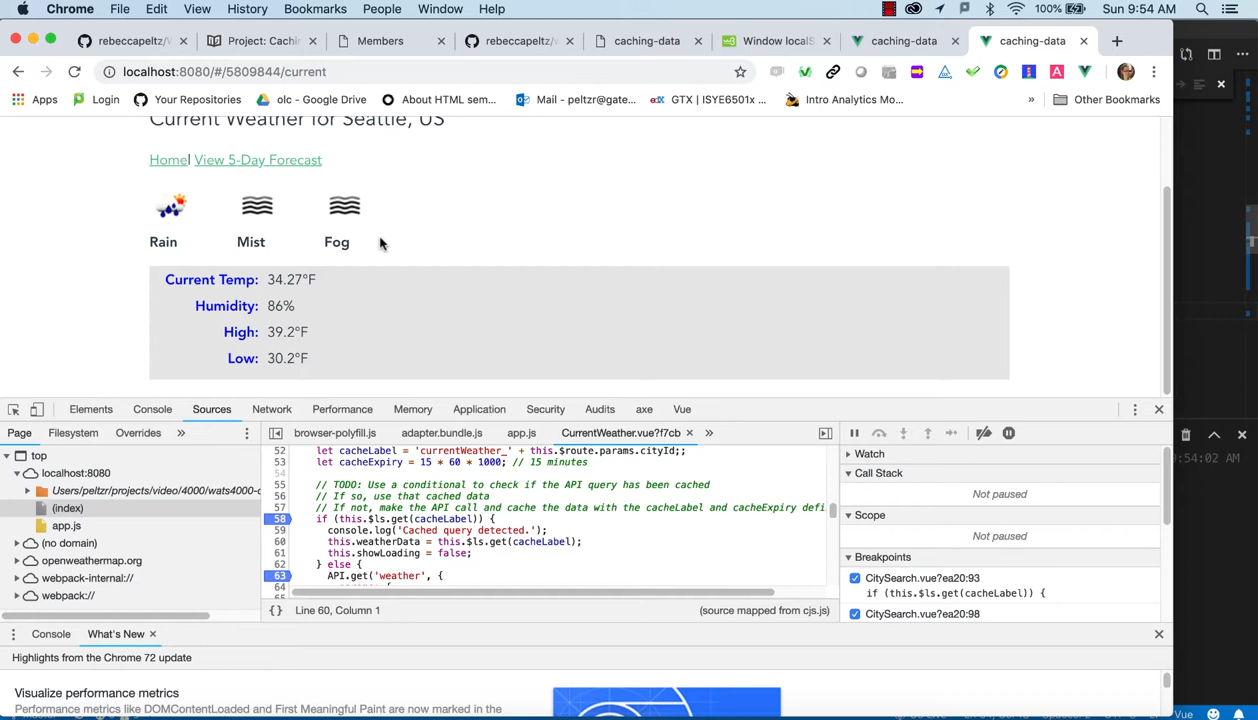 Chrome File Edit View History Bookmarks People Window Help 100% Sun 9:54 AM
rebeccapeltz/W Project: Cachin Members rebeccapeltz/w caching-data Window localS caching-data caching-data
localhost:8080/#/5809844/current
Apps Login Your Repositories olc - Google Drive About HTML sem... Mail - peltzr@gate... GTX | ISYE6501x ... Intro Analytics Mo... » Other Bookmarks
Current Weather for Seattle, US
Home| View 5-Day Forecast
Rain Mist Fog
Current Temp: 34.27°F
Humidity: 86%
High: 39.2°F
Low: 30.2°F
Elements Console Sources Network Performance Memory Application Security Audits axe Vue
Page Filesystem Overrides »
browser-polyfill.js adapter.bundle.js app.js CurrentWeather.vue?f7cb »
top
localhost:8080
Users/peltzr/projects/video/4000/wats4000-c
(index)
app.js
(no domain)
openweathermap.org
webpack-internal://
webpack://
52 let cacheLabel = 'currentWeather_' + this.$route.params.cityId;;
53 let cacheExpiry = 15 * 60 * 1000; // 15 minutes
54
55 // TODO: Use a conditional to check if the API query has been cached
56 // If so, use that cached data
57 // If not, make the API call and cache the data with the cacheLabel and cacheExpiry defi
58 if (this.$ls.get(cacheLabel)) {
59 console.log('Cached query detected.');
60 this.weatherData = this.$ls.get(cacheLabel);
61 this.showLoading = false;
62 } else {
63 API.get('weather', {
64
{} Line 60, Column 1 (source mapped from cjs.js)
Watch
Call Stack
Not paused
Scope
Not paused
Breakpoints
CitySearch.vue?ea20:93
if (this.$ls.get(cacheLabel)) {
CitySearch.vue?ea20:98
9:54:02 AM
Console What's New
Highlights from the Chrome 72 update
Visualize performance metrics
Performance metrics like DOMContentLoaded and First Meaningful Paint are now marked in the
Vue